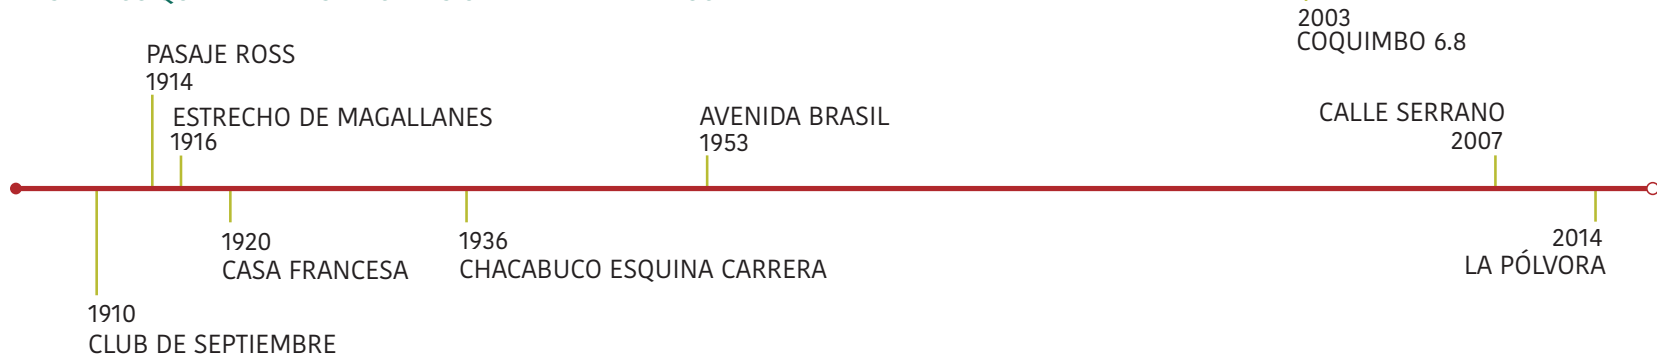 2003
COQUIMBO 6.8
PASAJE ROSS
1914
ESTRECHO DE MAGALLANES
1916
AVENIDA BRASIL
1953
CALLE SERRANO
2007
1920
CASA FRANCESA
1936
CHACABUCO ESQUINA CARRERA
2014
LA PÓLVORA
1910
CLUB DE SEPTIEMBRE